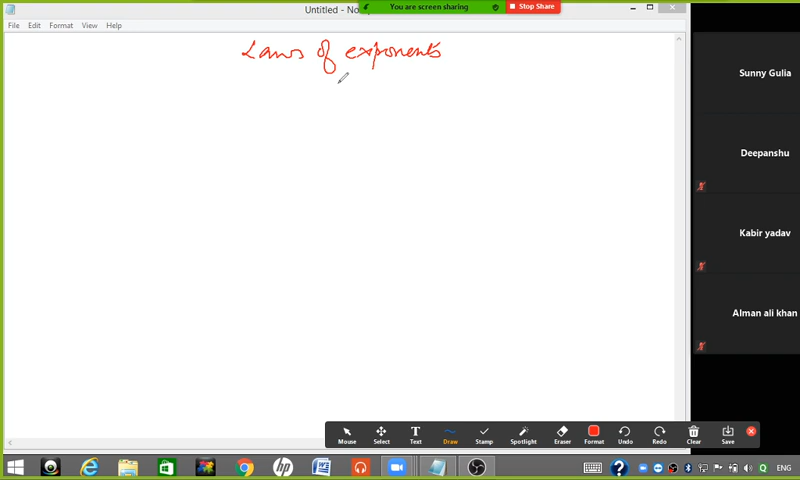 Untitled - No
You are screen sharing
Stop Share
File Edit Format View Help
Laws of exponents
Sunny Gulia
Deepanshu
Kabir yadav
Alman ali khan
Mouse Select Text Draw Stamp Spotlight Eraser Format Undo Redo Clear Save
ENG